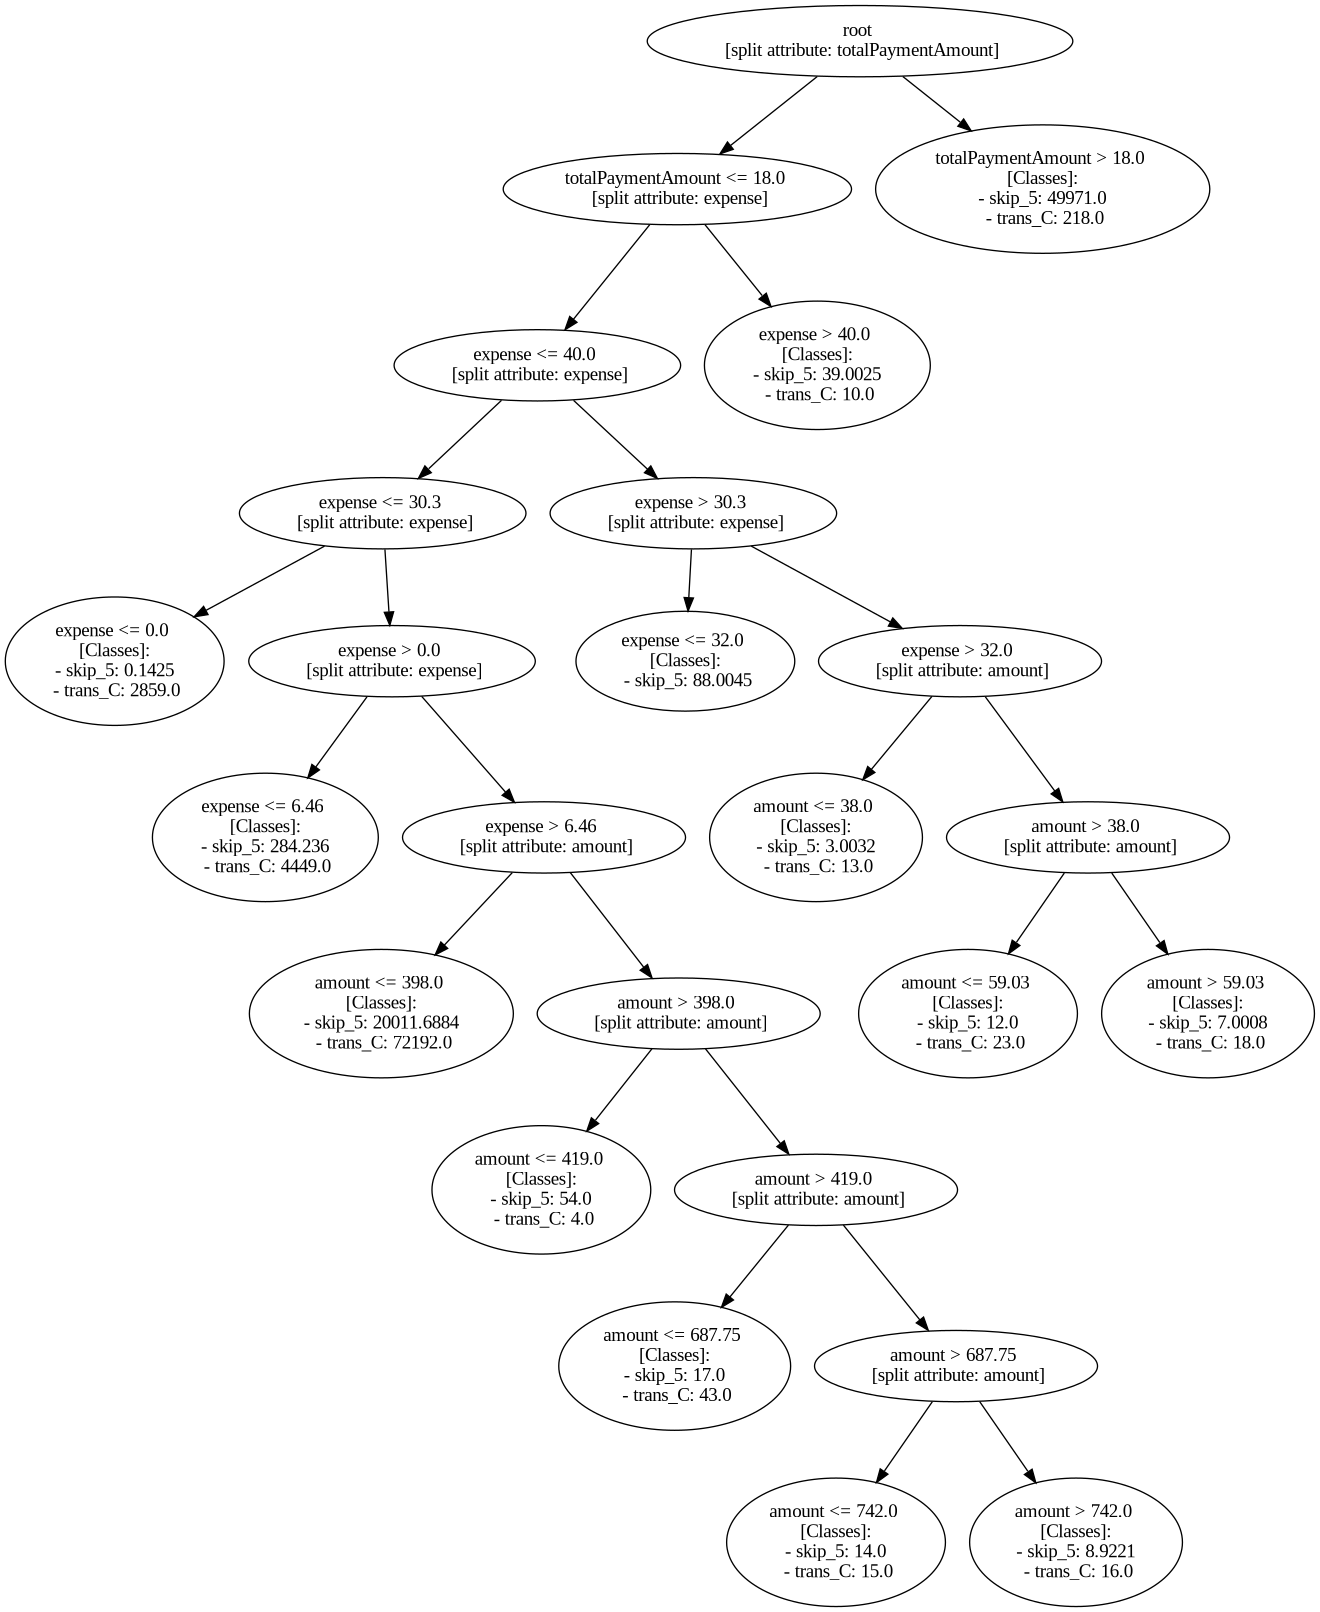 root
[split attribute: totalPaymentAmount]
totalPaymentAmount <= 18.0
[split attribute: expense]
totalPaymentAmount > 18.0
[Classes]:
- skip_5: 49971.0
- trans_C: 218.0
expense <= 40.0
[split attribute: expense]
expense > 40.0
[Classes]:
- skip_5: 39.0025
- trans_C: 10.0
expense <= 30.3
[split attribute: expense]
expense > 30.3
[split attribute: expense]
expense <= 0.0
[Classes]:
- skip_5: 0.1425
- trans_C: 2859.0
expense > 0.0
[split attribute: expense]
expense <= 32.0
[Classes]:
- skip_5: 88.0045
expense > 32.0
[split attribute: amount]
expense <= 6.46
[Classes]:
- skip_5: 284.236
- trans_C: 4449.0
expense > 6.46
[split attribute: amount]
amount <= 38.0
[Classes]:
- skip_5: 3.0032
- trans_C: 13.0
amount > 38.0
[split attribute: amount]
amount <= 398.0
[Classes]:
- skip_5: 20011.6884
- trans_C: 72192.0
amount > 398.0
[split attribute: amount]
amount <= 59.03
[Classes]:
- skip_5: 12.0
- trans_C: 23.0
amount > 59.03
[Classes]:
- skip_5: 7.0008
- trans_C: 18.0
amount <= 419.0
[Classes]:
- skip_5: 54.0
- trans_C: 4.0
amount > 419.0
[split attribute: amount]
amount <= 687.75
[Classes]:
- skip_5: 17.0
- trans_C: 43.0
amount > 687.75
[split attribute: amount]
amount <= 742.0
[Classes]:
- skip_5: 14.0
- trans_C: 15.0
amount > 742.0
[Classes]:
- skip_5: 8.9221
- trans_C: 16.0